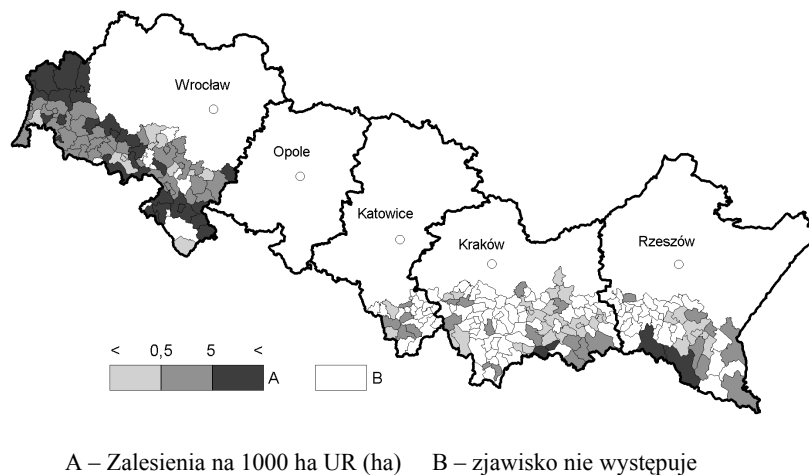 Wrocław
Opole
Katowice
Kraków
Rzeszów
< 0,5 5 <
A B
A – Zalesienia na 1000 ha UR (ha) B – zjawisko nie występuje